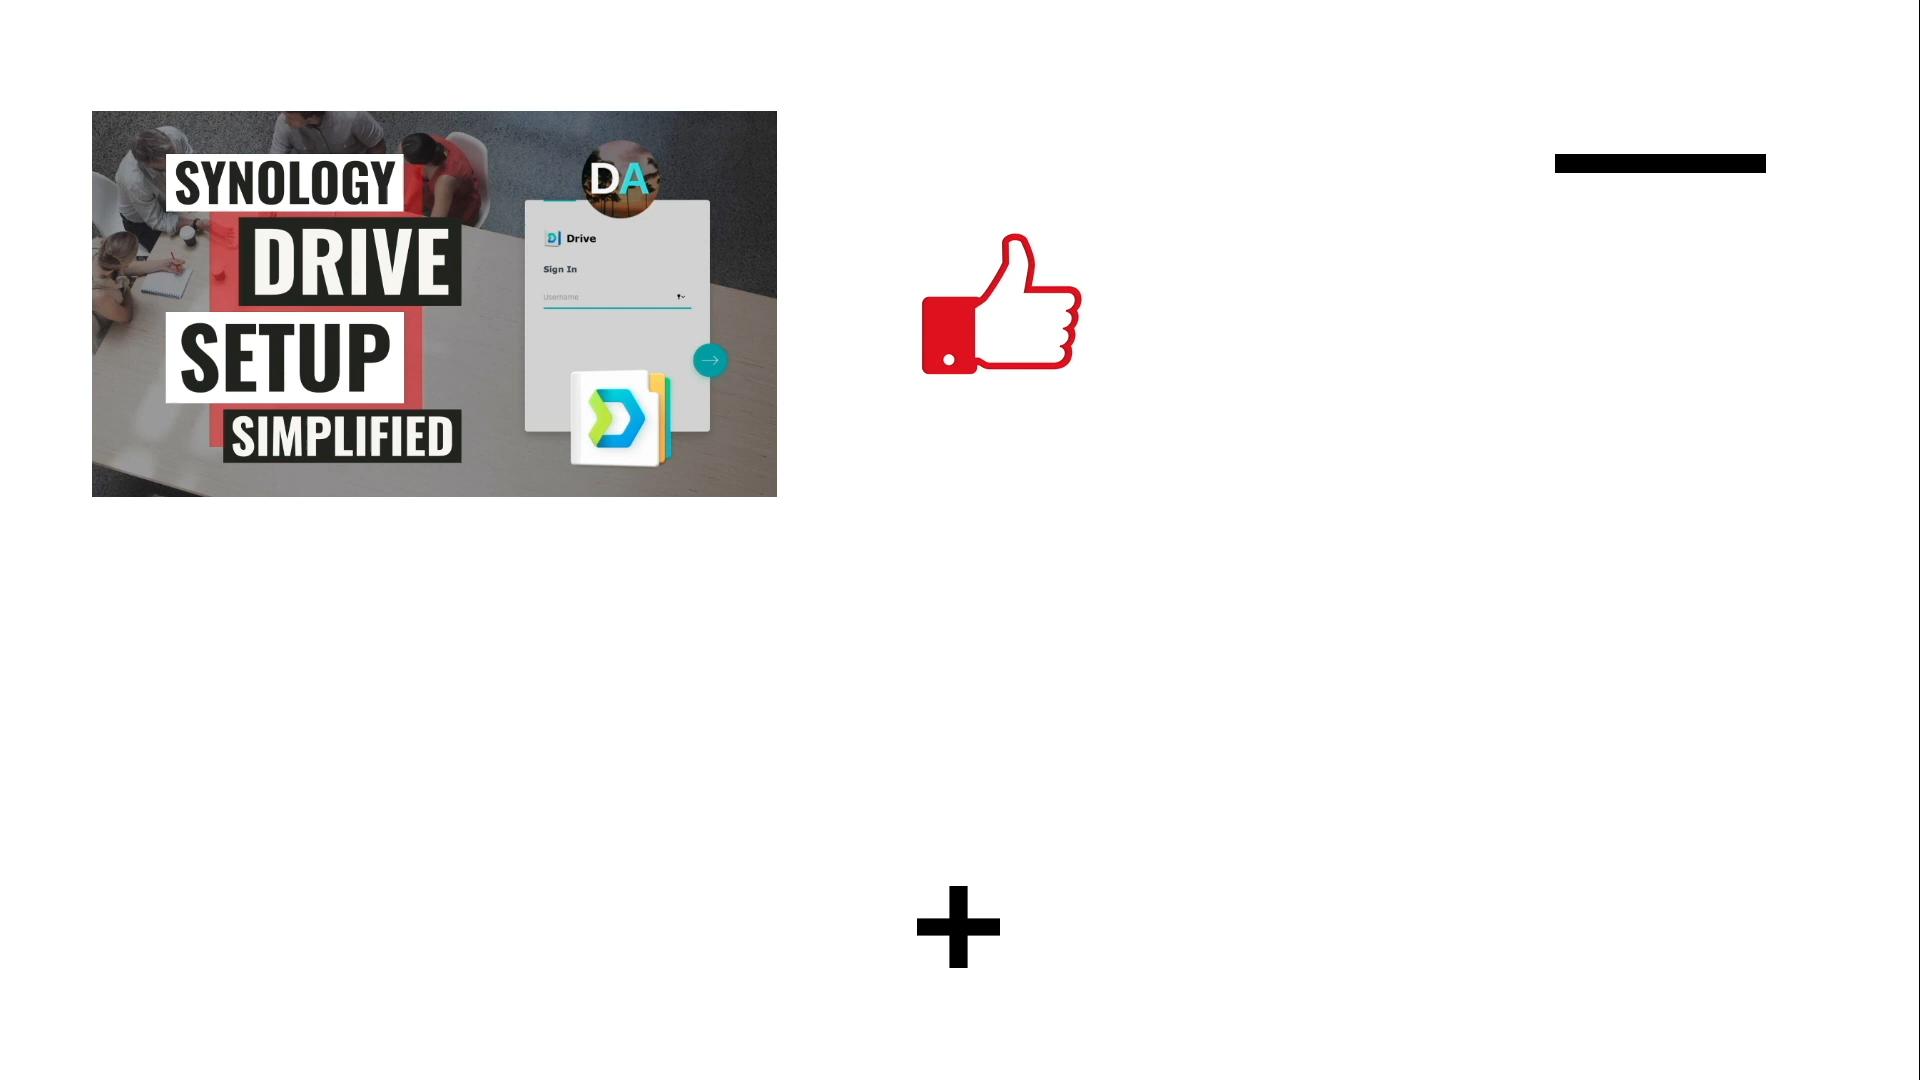 SYNOLOGY
DRIVE
SETUP
SIMPLIFIED
DA
Drive
Sign In
Username